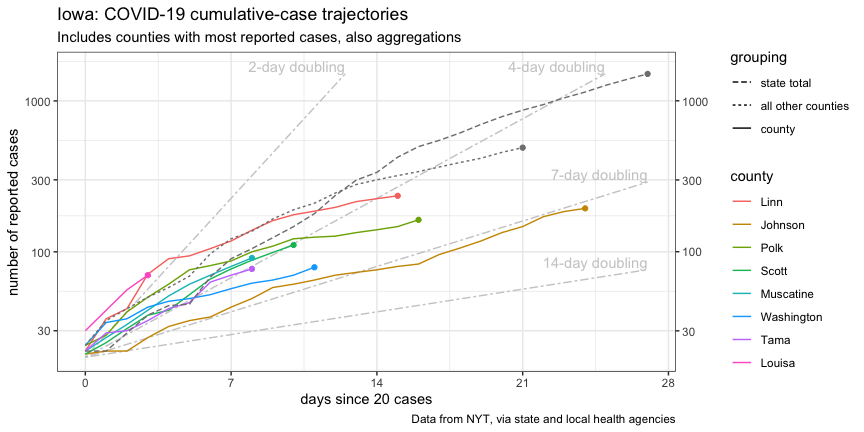 Iowa: COVID-19 cumulative-case trajectories
Includes counties with most reported cases, also aggregations
2-day doubling
4-day doubling
7-day doubling
14-day doubling
number of reported cases
1000
300
100
30
1000
300
100
30
0
7
14
21
28
days since 20 cases
Data from NYT, via state and local health agencies
grouping
state total
all other counties
county
county
Linn
Johnson
Polk
Scott
Muscatine
Washington
Tama
Louisa